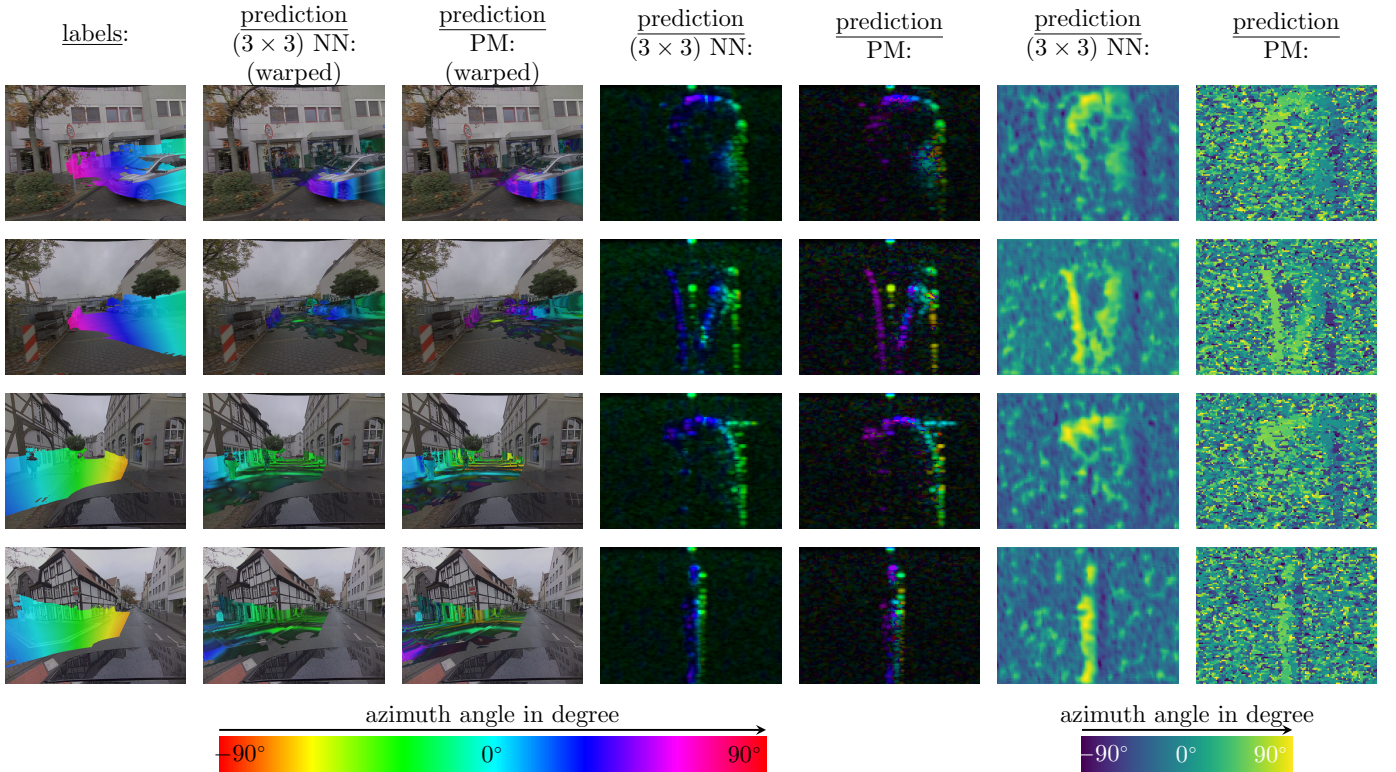 labels:
prediction
(3 × 3) NN:
(warped)
prediction
PM:
(warped)
prediction
(3 × 3) NN:
prediction
PM:
prediction
(3 × 3) NN:
prediction
PM:
azimuth angle in degree
−90° 0° 90°
azimuth angle in degree
−90° 0° 90°